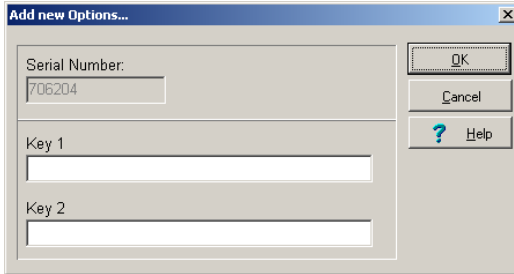 Add new Options...
Serial Number:
706204
Key 1
Key 2
OK
Cancel
? Help